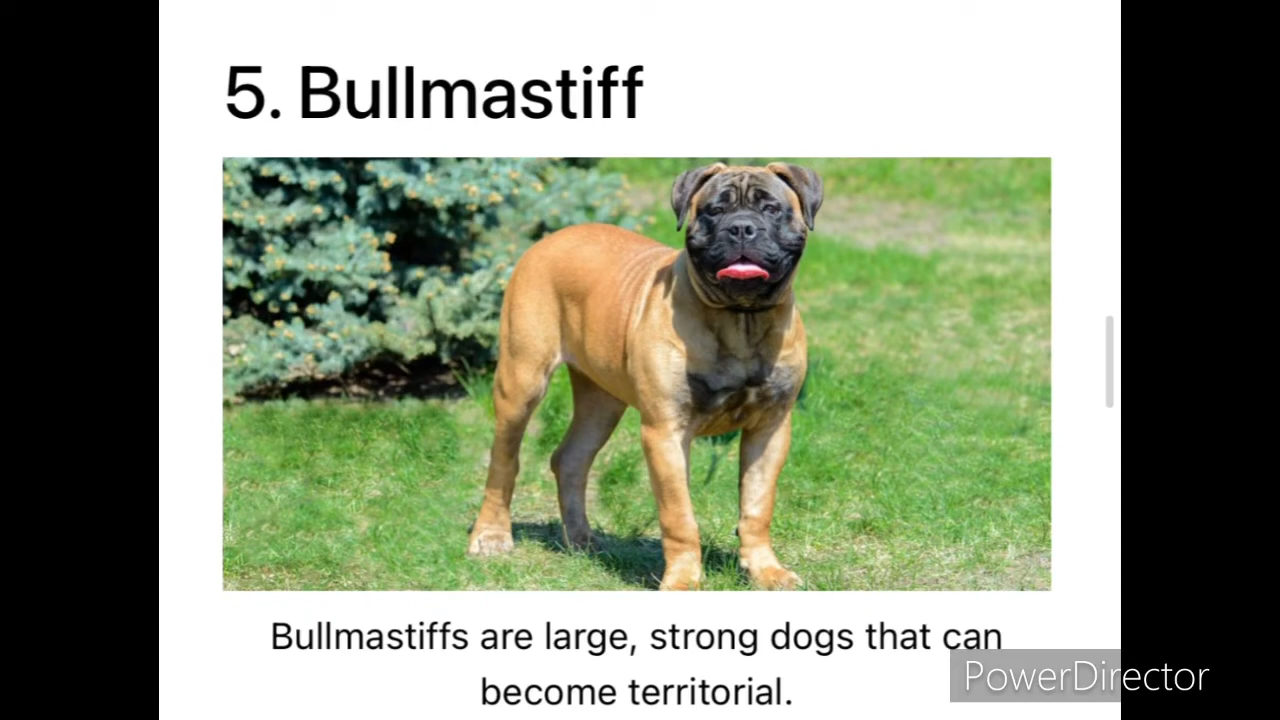 5. Bullmastiff
Bullmastiffs are large, strong dogs that can
become territorial.
PowerDirector